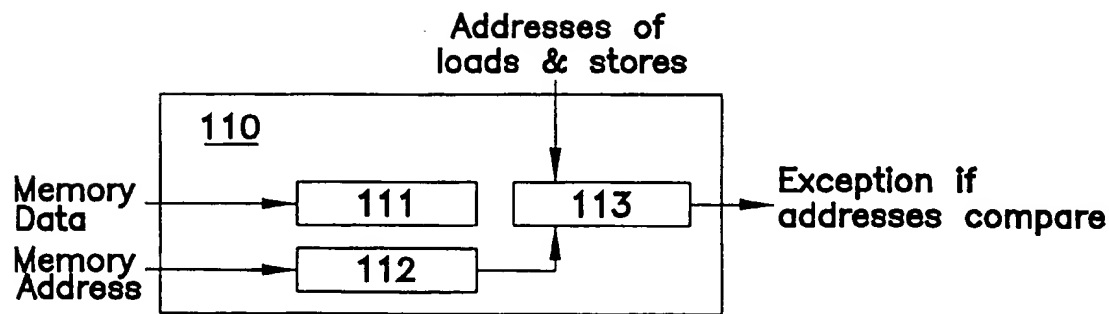 Addresses of
loads & stores
110
Memory
Data
111
113
Exception if
addresses compare
Memory
Address
112